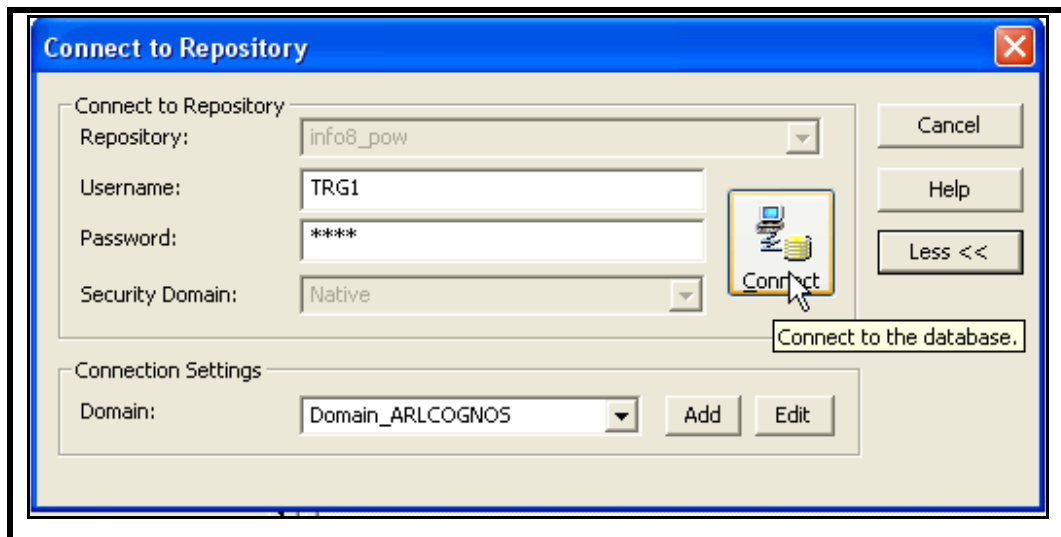 Connect to Repository
Connect to Repository
Repository: info8_pow
Cancel
Username: TRG1
Help
Password: ****
Less <<
Security Domain: Native
Connect
Connect to the database.
Connection Settings
Domain: Domain_ARLCOGNOS Add Edit